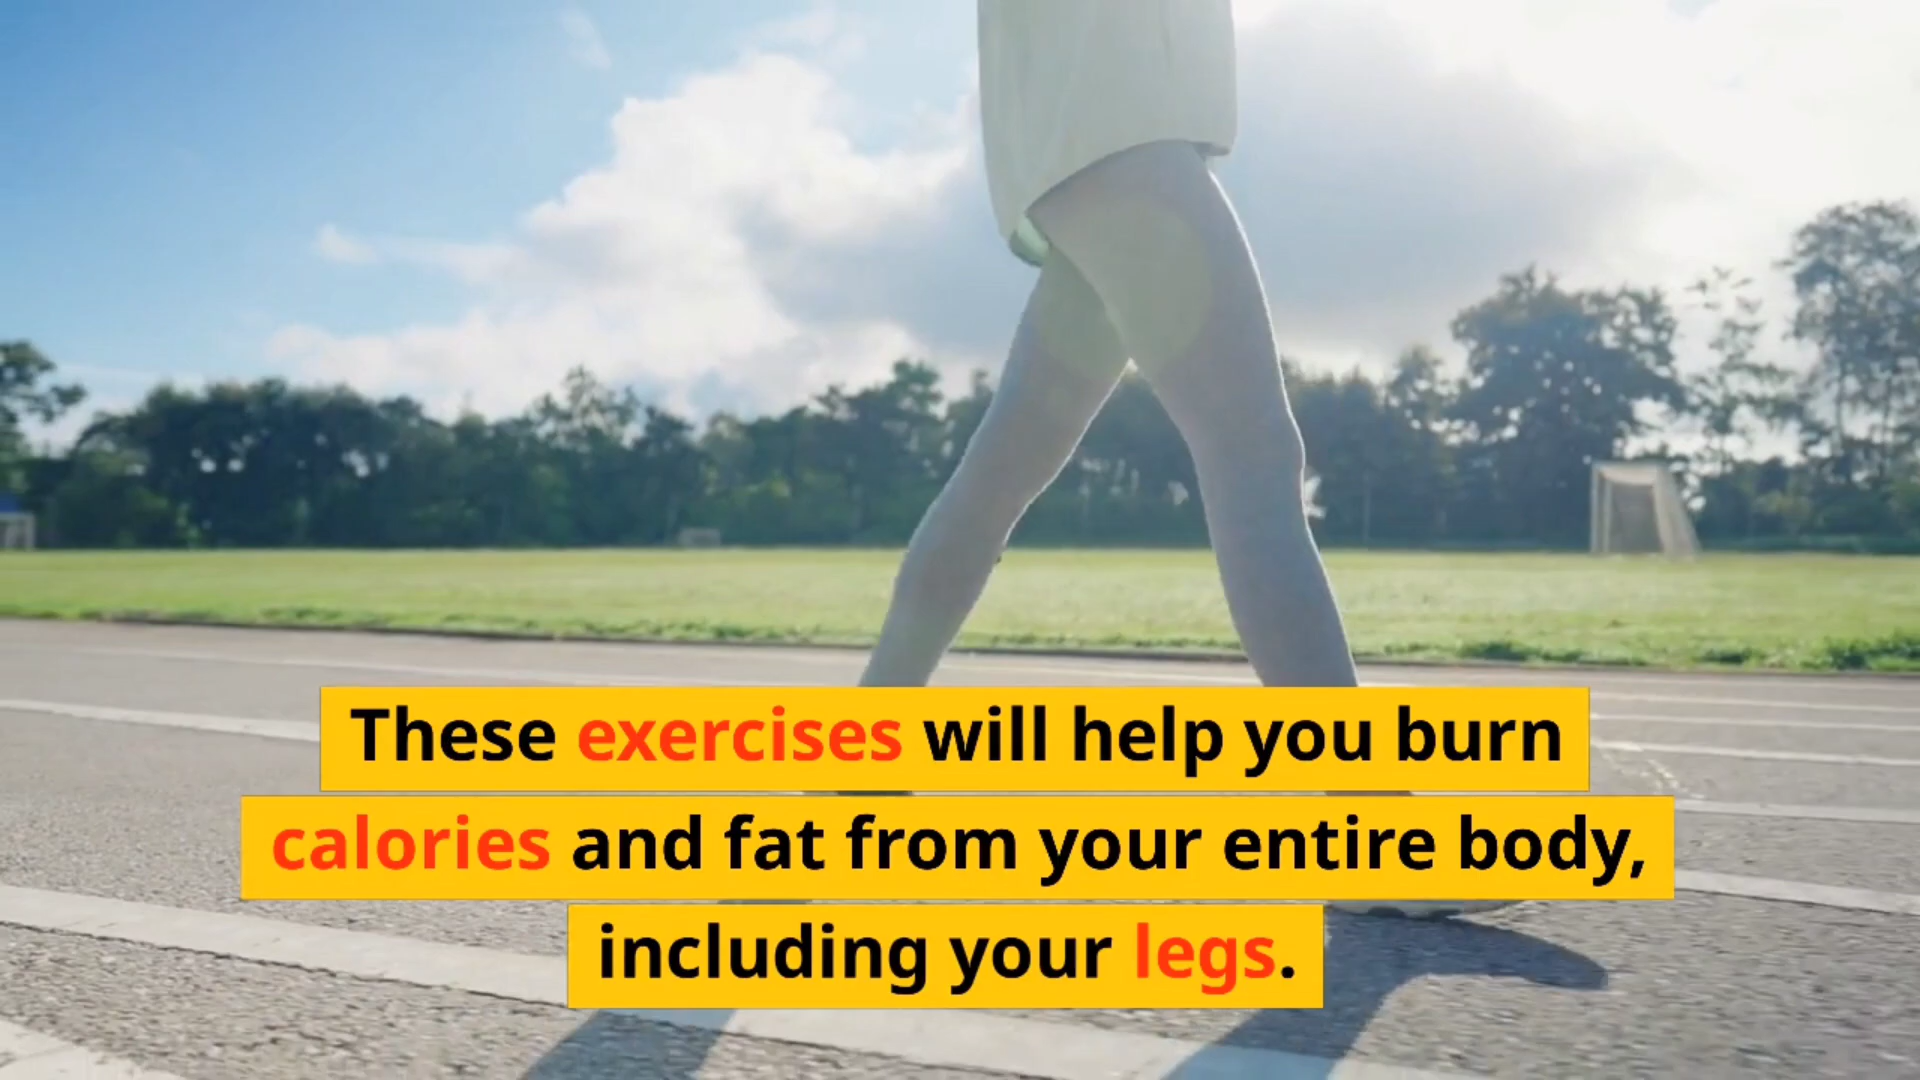 These exercises will help you burn
calories and fat from your entire body,
including your legs.